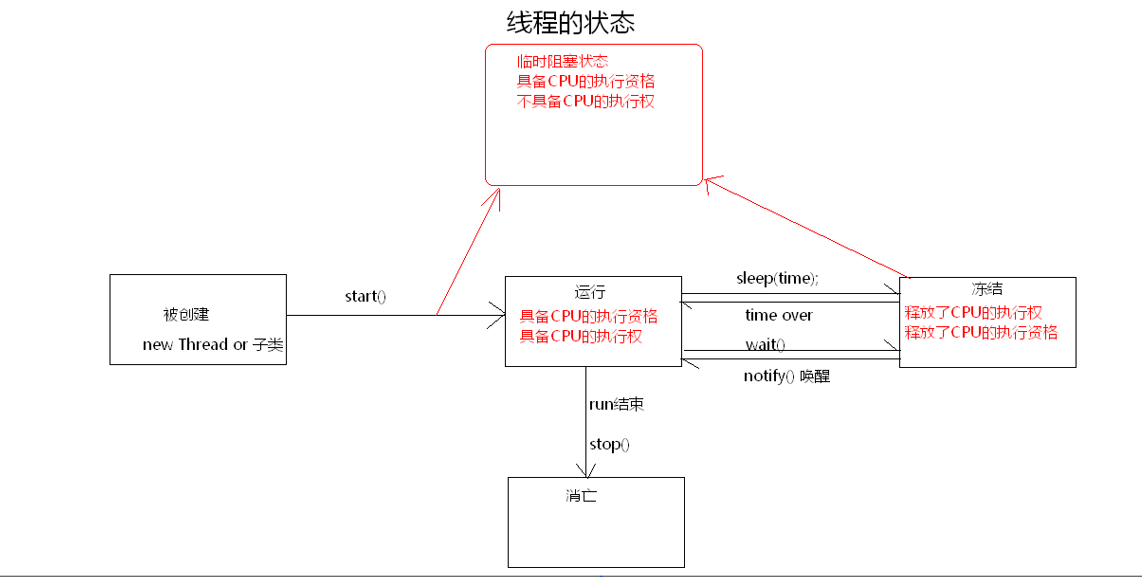 线程的状态
临时阻塞状态
具备CPU的执行资格
不具备CPU的执行权
被创建
new Thread or 子类
start()
运行
具备CPU的执行资格
具备CPU的执行权
sleep(time);
time over
wait()
notify() 唤醒
冻结
释放了CPU的执行权
释放了CPU的执行资格
run结束
stop()
消亡